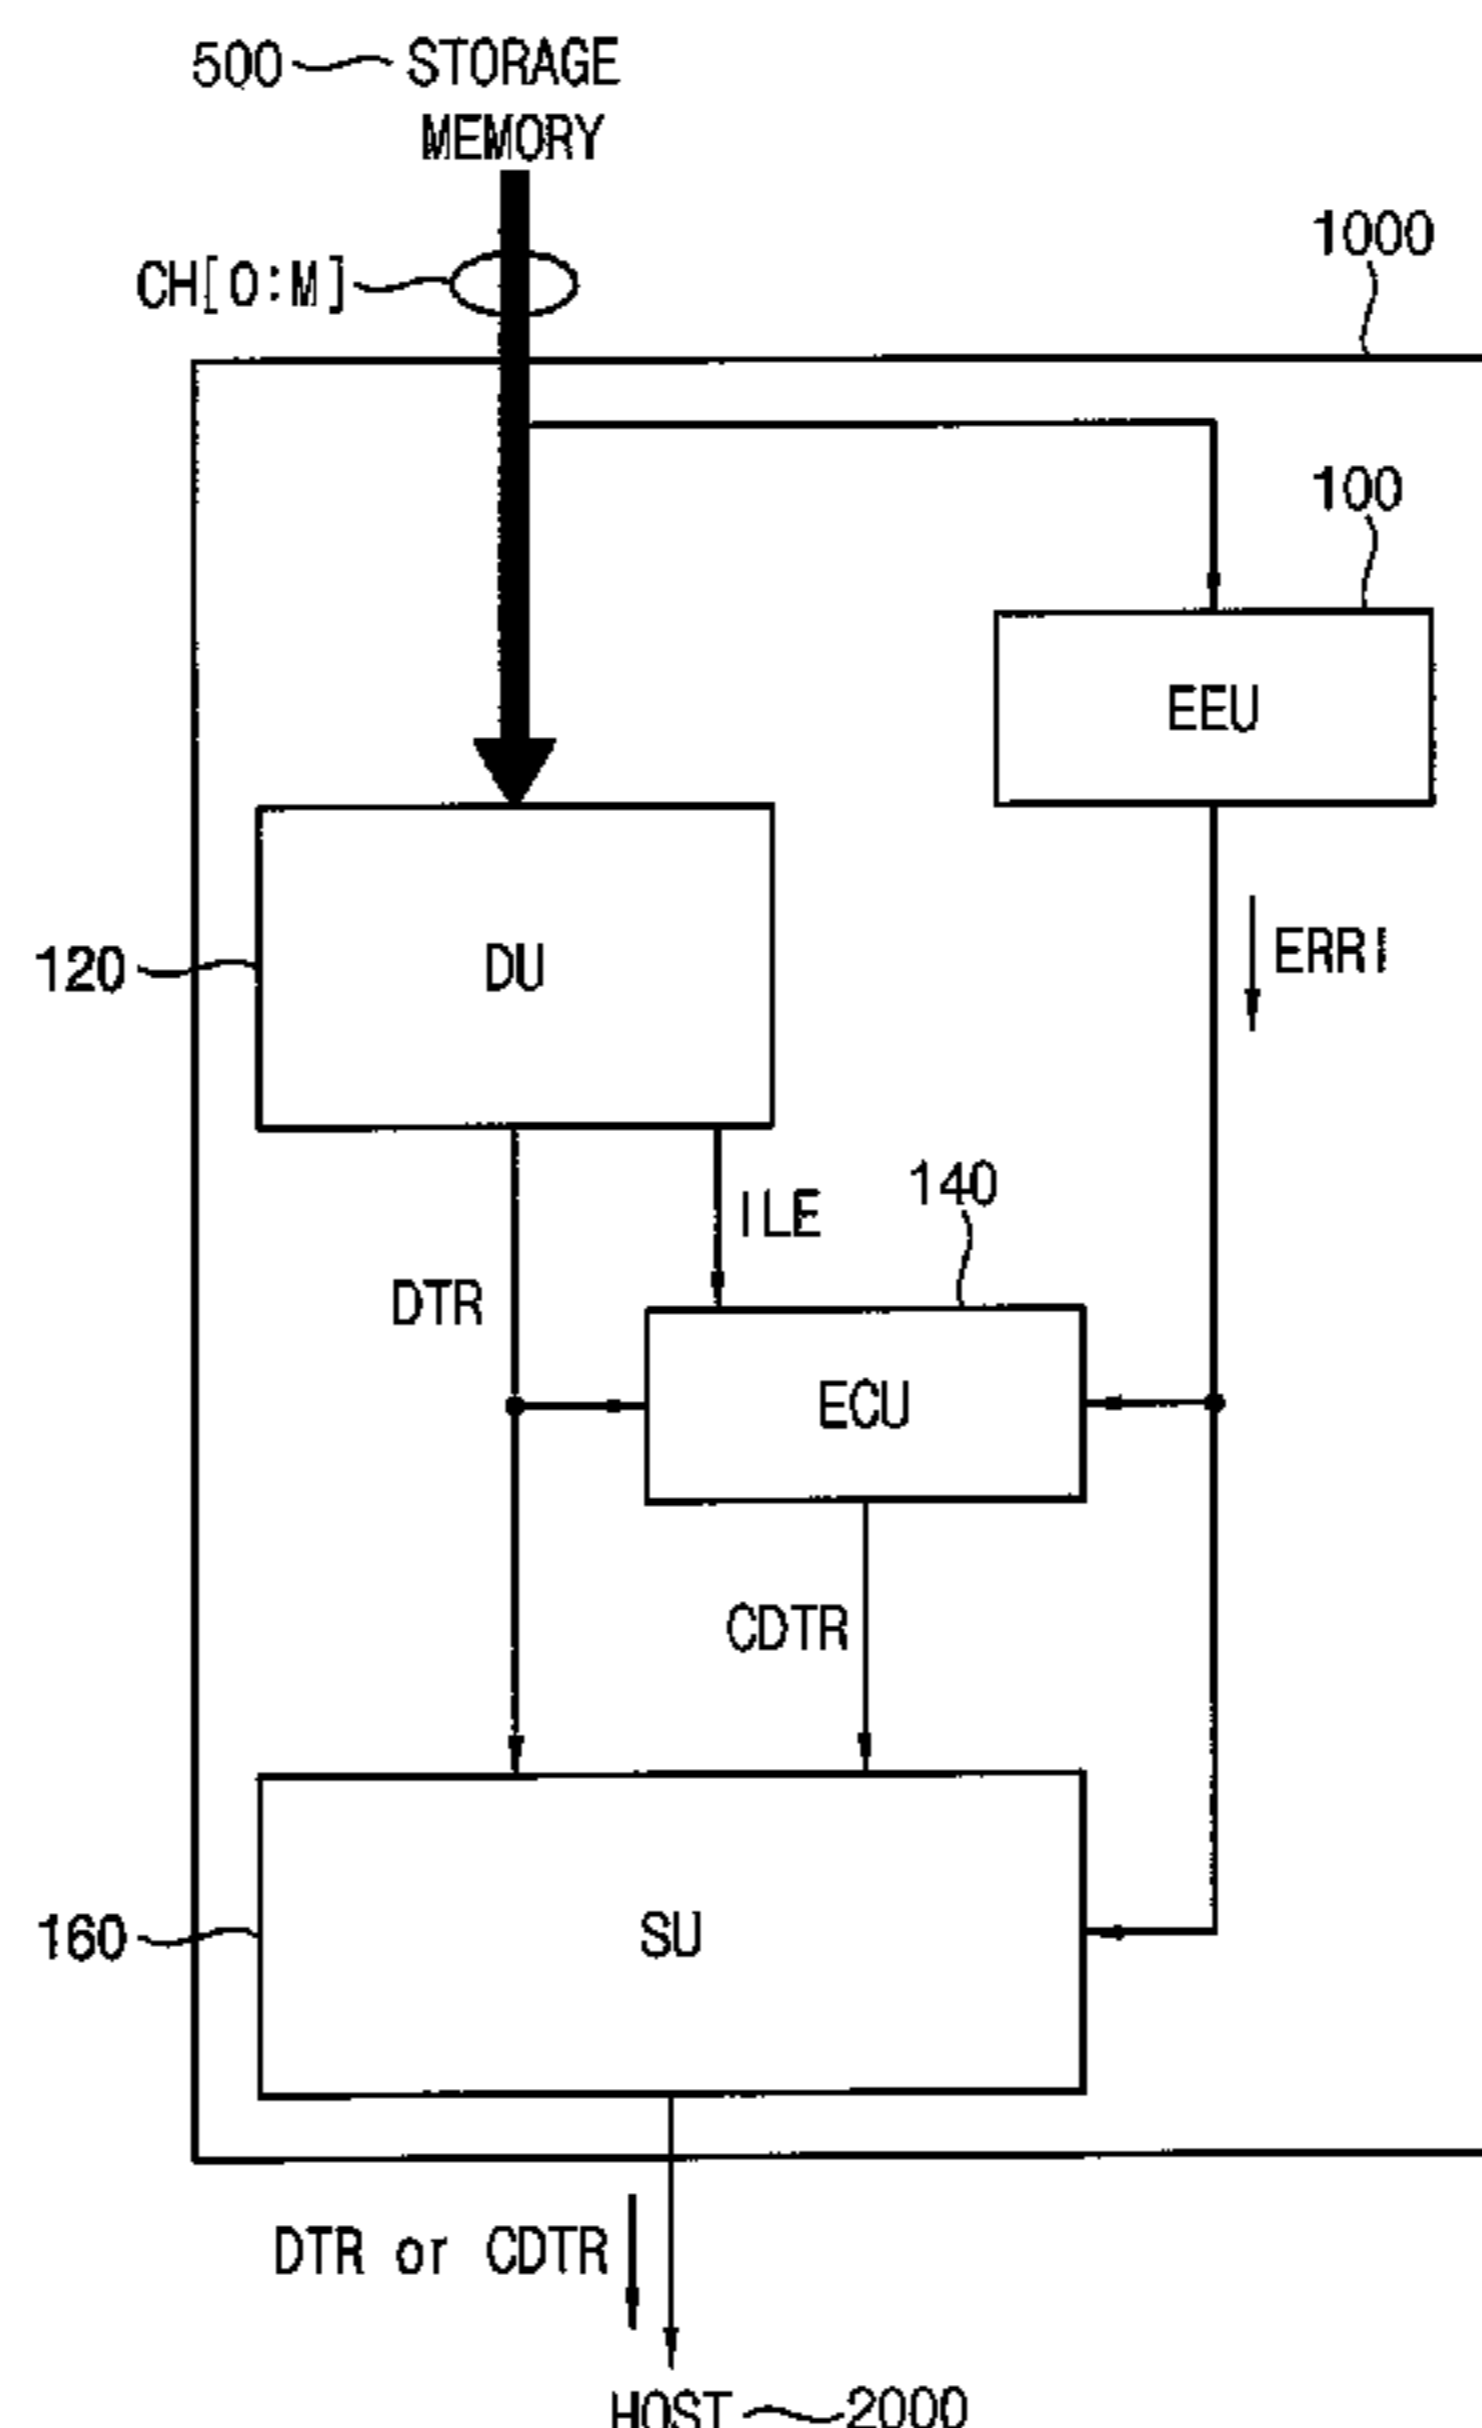 500 STORAGE
MEMORY
CH[0:M]
1000
100
EEU
ERRI
120
DU
ILE
140
DTR
ECU
CDTR
160
SU
DTR or CDTR
HOST 2000